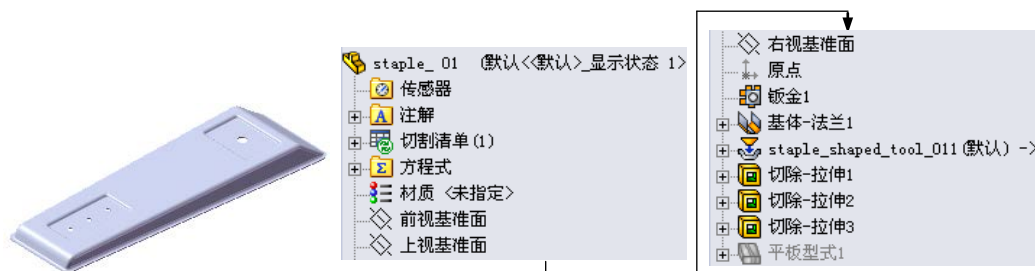 staple_ 01 (默认<<默认>_显示状态 1>
传感器
注解
切割清单(1)
方程式
材质 <未指定>
前视基准面
上视基准面
右视基准面
原点
钣金1
基体-法兰1
staple_shaped_tool_011(默认) ->
切除-拉伸1
切除-拉伸2
切除-拉伸3
平板型式1